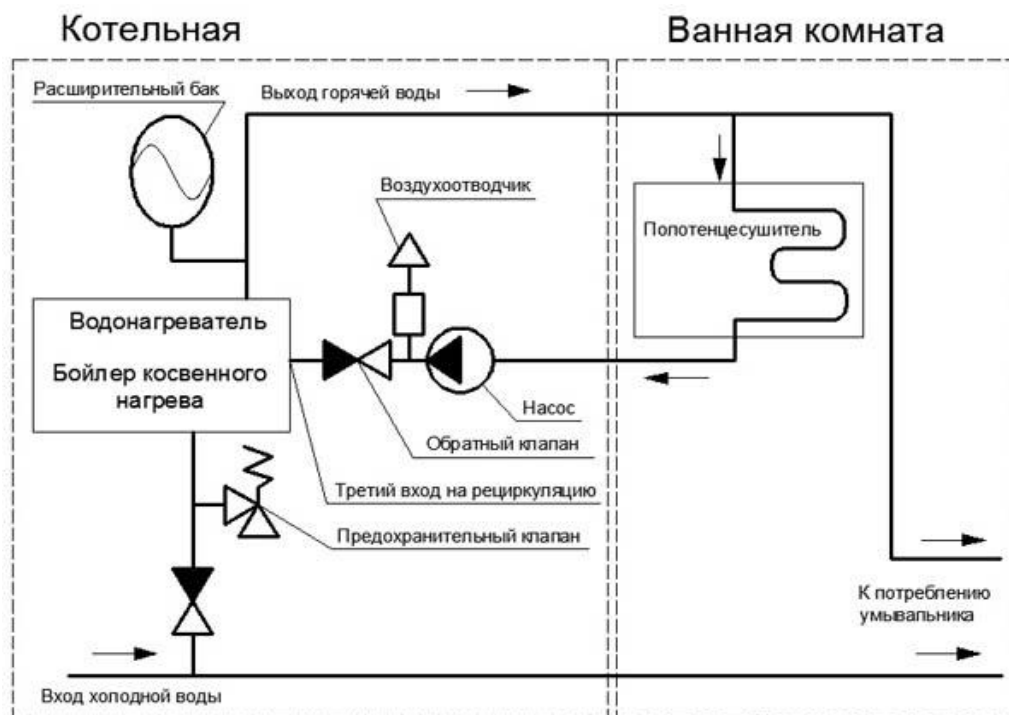 Котельная
Ванная комната
Расширительный бак
Выход горячей воды
Воздухоотводчик
Полотенцесушитель
Водонагреватель
Бойлер косвенного
нагрева
Насос
Обратный клапан
Третий вход на рециркуляцию
Предохранительный клапан
К потреблению
умывальника
Вход холодной воды